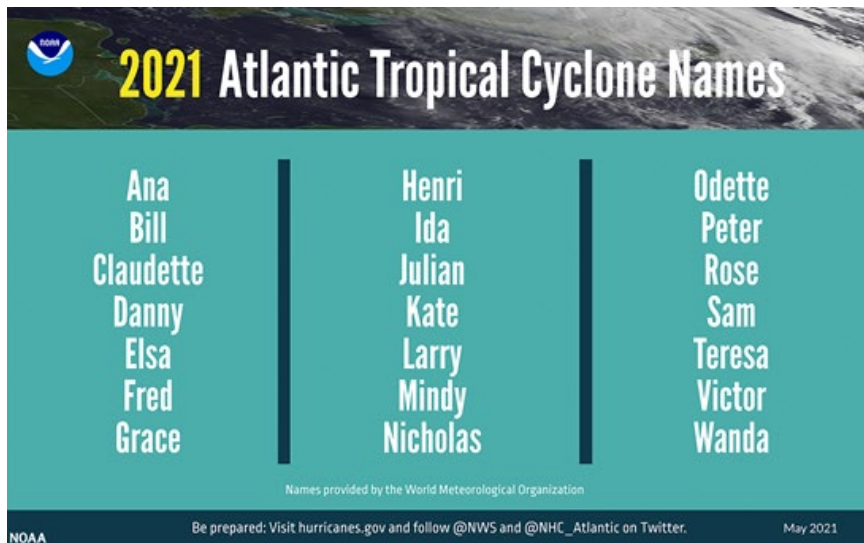 NOAA
2021 Atlantic Tropical Cyclone Names
Ana
Bill
Claudette
Danny
Elsa
Fred
Grace
Henri
Ida
Julian
Kate
Larry
Mindy
Nicholas
Odette
Peter
Rose
Sam
Teresa
Victor
Wanda
Names provided by the World Meteorological Organization
NOAA
Be prepared: Visit hurricanes.gov and follow @NWS and @NHC_Atlantic on Twitter.
May 2021